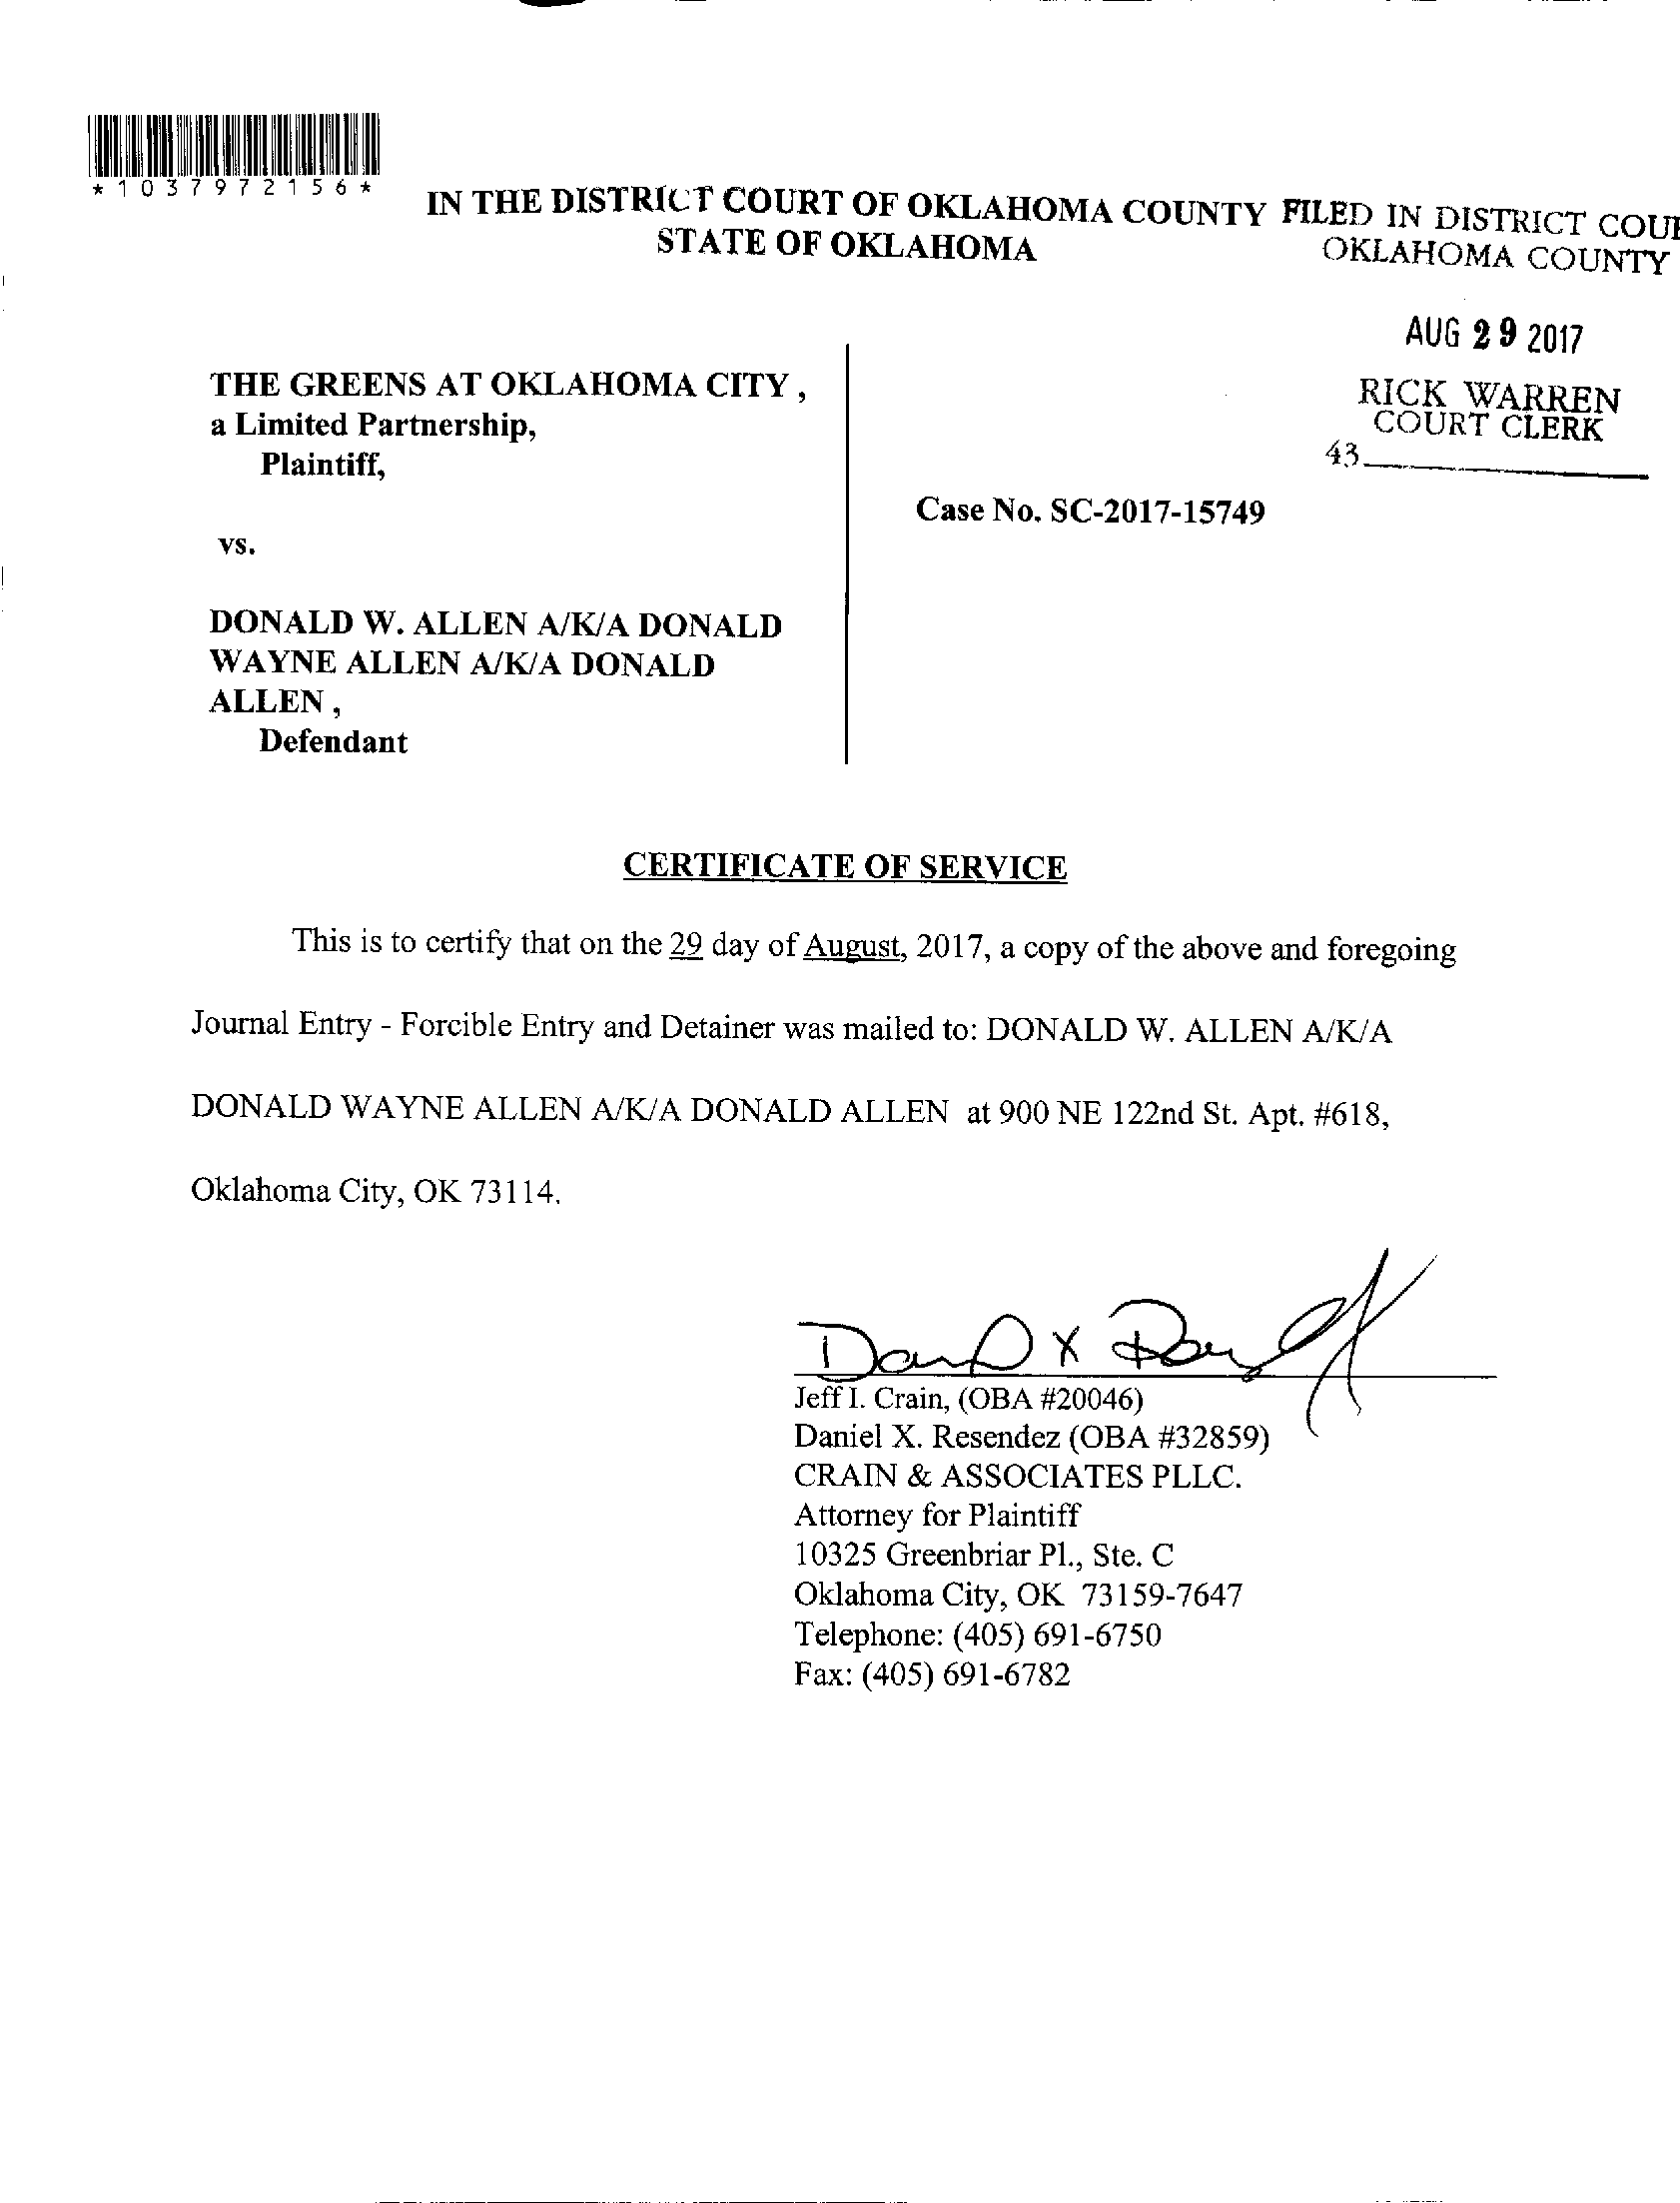 *1037972156*
IN THE DISTRICT COURT OF OKLAHOMA COUNTY FILED IN DISTRICT COU
STATE OF OKLAHOMA OKLAHOMA COUNTY
AUG 29 2017
THE GREENS AT OKLAHOMA CITY ,
a Limited Partnership,
Plaintiff,
RICK WARREN
COURT CLERK
43
Case No. SC-2017-15749
vs.
DONALD W. ALLEN A/K/A DONALD
WAYNE ALLEN A/K/A DONALD
ALLEN ,
Defendant
CERTIFICATE OF SERVICE
This is to certify that on the 29 day of August, 2017, a copy of the above and foregoing
Journal Entry - Forcible Entry and Detainer was mailed to: DONALD W. ALLEN A/K/A
DONALD WAYNE ALLEN A/K/A DONALD ALLEN at 900 NE 122nd St. Apt. #618,
Oklahoma City, OK 73114.
Jeff I. Crain, (OBA #20046)
Daniel X. Resendez (OBA #32859)
CRAIN & ASSOCIATES PLLC.
Attorney for Plaintiff
10325 Greenbriar Pl., Ste. C
Oklahoma City, OK 73159-7647
Telephone: (405) 691-6750
Fax: (405) 691-6782